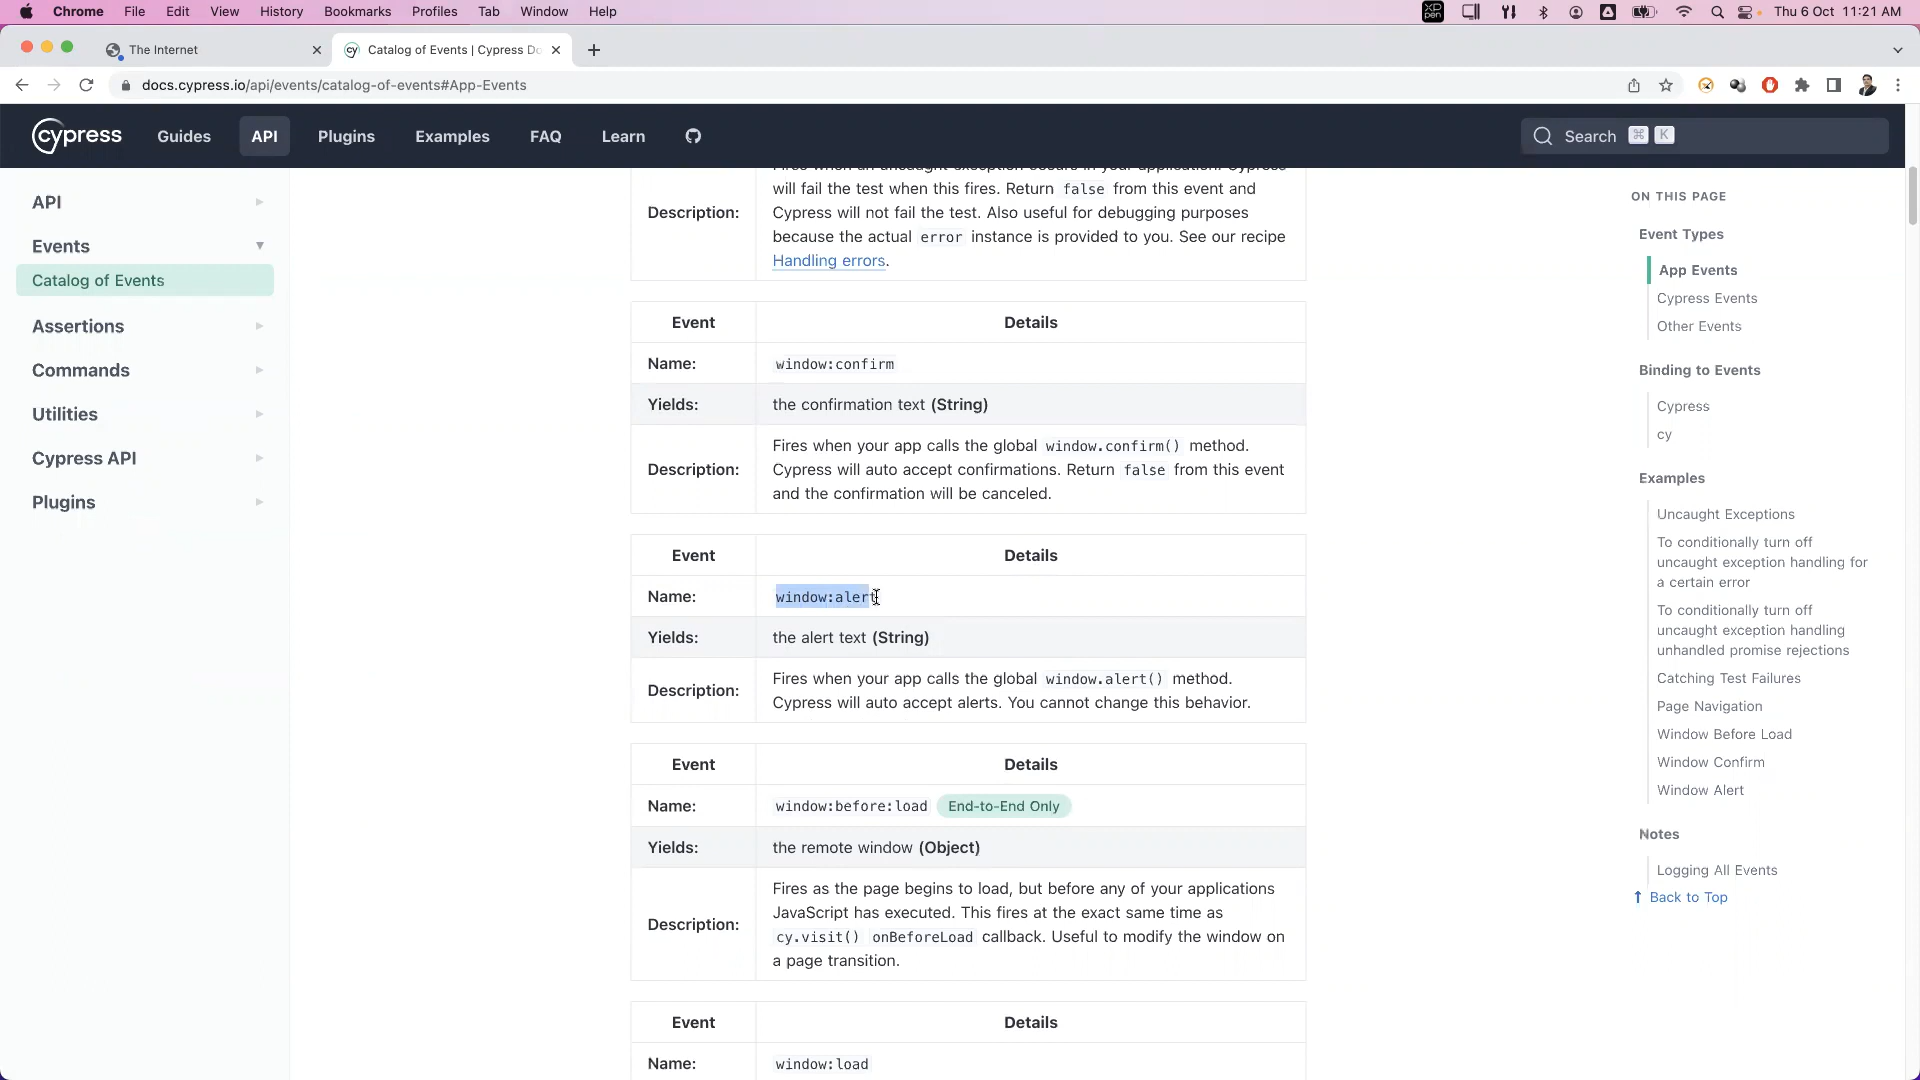 Chrome File Edit View History Bookmarks Profiles Tab Window Help
XP pen
Thu 6 Oct 11:21 AM
The Internet
Catalog of Events | Cypress Do
docs.cypress.io/api/events/catalog-of-events#App-Events
cypress
Guides API Plugins Examples FAQ Learn
Search ⌘ K
API
Events
Catalog of Events
Assertions
Commands
Utilities
Cypress API
Plugins
Fires when an uncaught exception occurs in your application. Cypress
will fail the test when this fires. Return false from this event and
Description:
Cypress will not fail the test. Also useful for debugging purposes
because the actual error instance is provided to you. See our recipe
Handling errors.
Event Details
Name: window:confirm
Yields: the confirmation text (String)
Fires when your app calls the global window.confirm() method.
Description: Cypress will auto accept confirmations. Return false from this event
and the confirmation will be canceled.
Event Details
Name: window:alert
Yields: the alert text (String)
Description:
Fires when your app calls the global window.alert() method.
Cypress will auto accept alerts. You cannot change this behavior.
Event Details
Name: window:before:load End-to-End Only
Yields: the remote window (Object)
Description:
Fires as the page begins to load, but before any of your applications
JavaScript has executed. This fires at the exact same time as
cy.visit() onBeforeLoad callback. Useful to modify the window on
a page transition.
Event Details
Name: window:load
ON THIS PAGE
Event Types
App Events
Cypress Events
Other Events
Binding to Events
Cypress
cy
Examples
Uncaught Exceptions
To conditionally turn off
uncaught exception handling for
a certain error
To conditionally turn off
uncaught exception handling
unhandled promise rejections
Catching Test Failures
Page Navigation
Window Before Load
Window Confirm
Window Alert
Notes
Logging All Events
↑ Back to Top